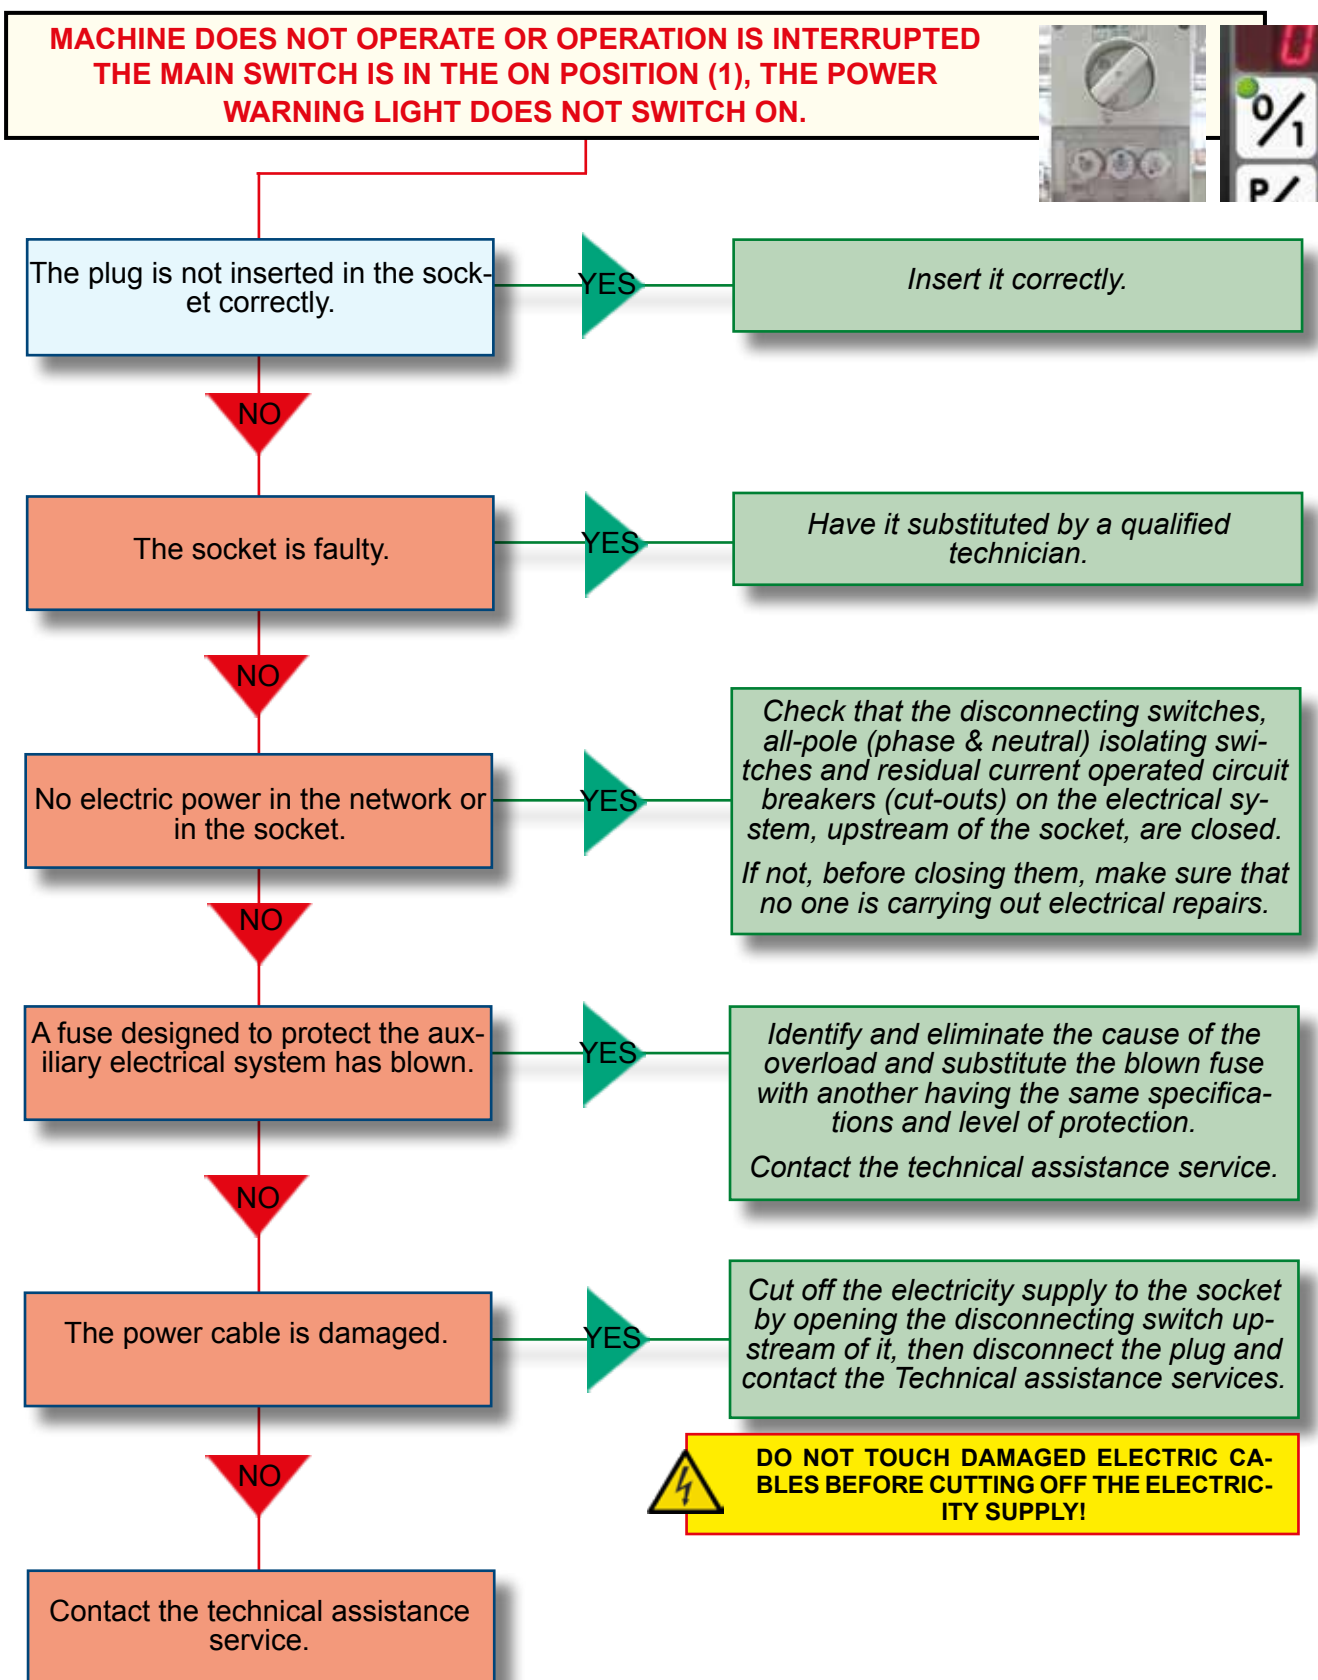 MACHINE DOES NOT OPERATE OR OPERATION IS INTERRUPTED
THE MAIN SWITCH IS IN THE ON POSITION (1), THE POWER
WARNING LIGHT DOES NOT SWITCH ON.
0
0/1
P/
The plug is not inserted in the sock-
et correctly.
YES
Insert it correctly.
NO
The socket is faulty.
YES
Have it substituted by a qualified
technician.
NO
No electric power in the network or
in the socket.
YES
Check that the disconnecting switches,
all-pole (phase & neutral) isolating swi-
tches and residual current operated circuit
breakers (cut-outs) on the electrical sy-
stem, upstream of the socket, are closed.
If not, before closing them, make sure that
no one is carrying out electrical repairs.
NO
A fuse designed to protect the aux-
iliary electrical system has blown.
YES
Identify and eliminate the cause of the
overload and substitute the blown fuse
with another having the same specifica-
tions and level of protection.
Contact the technical assistance service.
NO
The power cable is damaged.
YES
Cut off the electricity supply to the socket
by opening the disconnecting switch up-
stream of it, then disconnect the plug and
contact the Technical assistance services.
DO NOT TOUCH DAMAGED ELECTRIC CA-
BLES BEFORE CUTTING OFF THE ELECTRIC-
ITY SUPPLY!
NO
Contact the technical assistance
service.